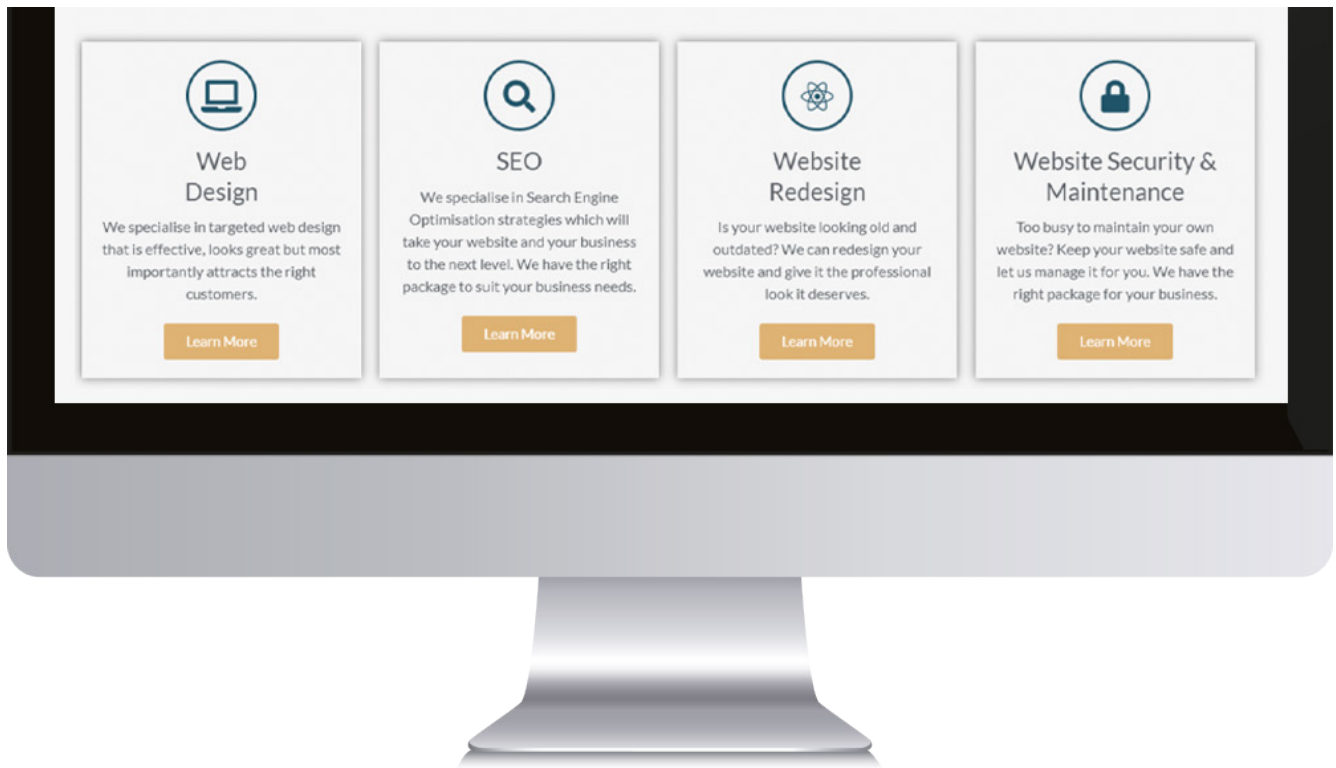 Web
Design
We specialise in targeted web design
that is effective, looks great but most
importantly attracts the right
customers.
Learn More
SEO
We specialise in Search Engine
Optimisation strategies which will
take your website and your business
to the next level. We have the right
package to suit your business needs.
Learn More
Website
Redesign
Is your website looking old and
outdated? We can redesign your
website and give it the professional
look it deserves.
Learn More
Website Security &
Maintenance
Too busy to maintain your own
website? Keep your website safe and
let us manage it for you. We have the
right package for your business.
Learn More